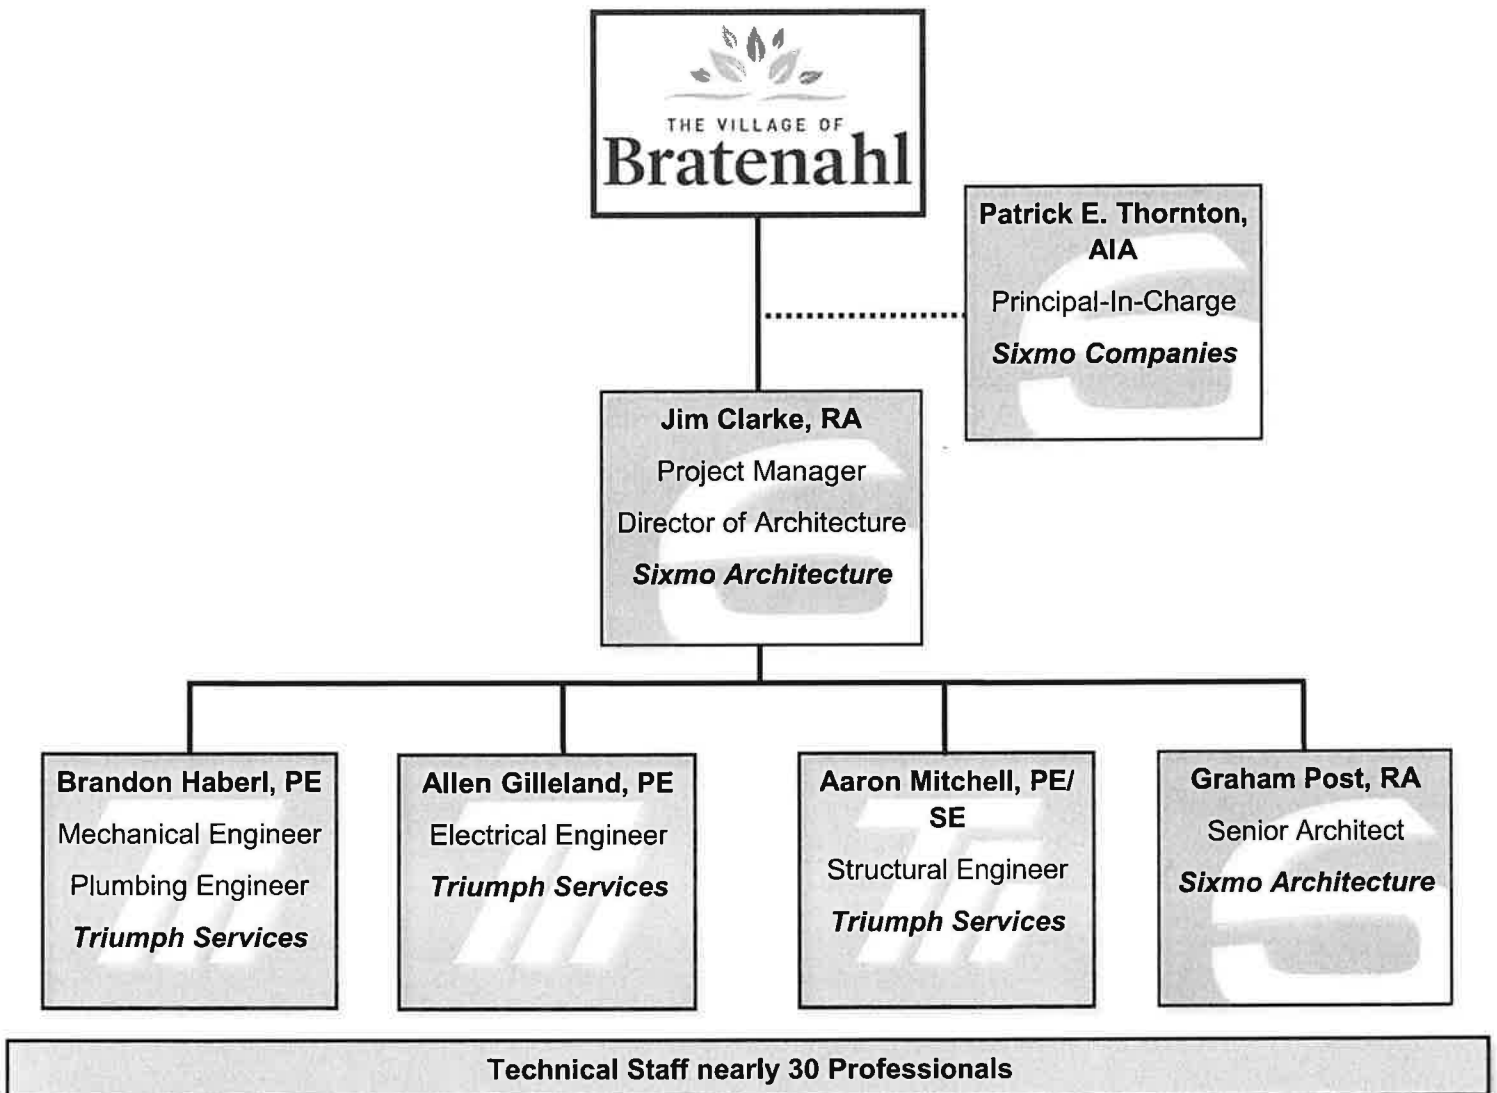 THE VILLAGE OF
Bratenahl
Patrick E. Thornton,
AIA
Principal-In-Charge
Sixmo Companies
Jim Clarke, RA
Project Manager
Director of Architecture
Sixmo Architecture
Brandon Haberl, PE
Mechanical Engineer
Plumbing Engineer
Triumph Services
Allen Gilleland, PE
Electrical Engineer
Triumph Services
Aaron Mitchell, PE/
SE
Structural Engineer
Triumph Services
Graham Post, RA
Senior Architect
Sixmo Architecture
Technical Staff nearly 30 Professionals